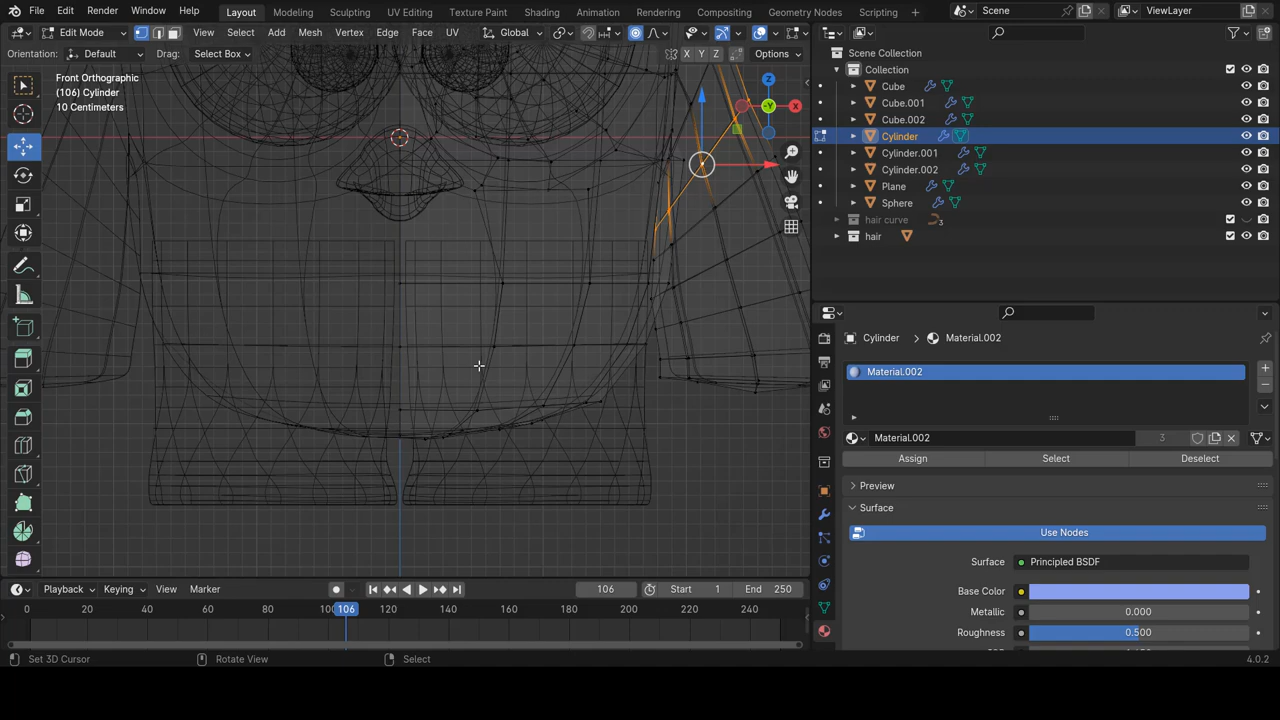 File Edit Render Window Help Layout Modeling Sculpting UV Editing Texture Paint Shading Animation Rendering Compositing Geometry Nodes Scripting Scene ViewLayer
Edit Mode View Select Add Mesh Vertex Edge Face UV Global
Orientation: Default Drag: Select Box X Y Z Options
Front Orthographic
(106) Cylinder
10 Centimeters
Z
X
-Y
Scene Collection
Collection
Cube
Cube.001
Cube.002
Cylinder
Cylinder.001
Cylinder.002
Plane
Sphere
hair curve 3
hair
Cylinder Material.002
Material.002
Material.002 3
Assign Select Deselect
Preview
Surface
Use Nodes
Surface Principled BSDF
Base Color
Metallic 0.000
Roughness 0.500
Playback Keying View Marker 106 Start 1 End 250
0 20 40 60 80 106 120 140 160 180 200 220 240
Set 3D Cursor Rotate View Select 4.0.2